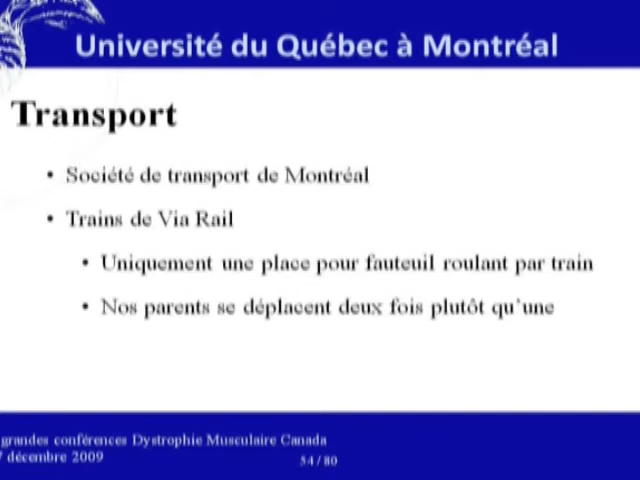 Université du Québec à Montréal
Transport
• Société de transport de Montréal
• Trains de Via Rail
• Uniquement une place pour fauteuil roulant par train
• Nos parents se déplacent deux fois plutôt qu'une
grandes conférences Dystrophie Musculaire Canada
7 décembre 2009
54 / 80